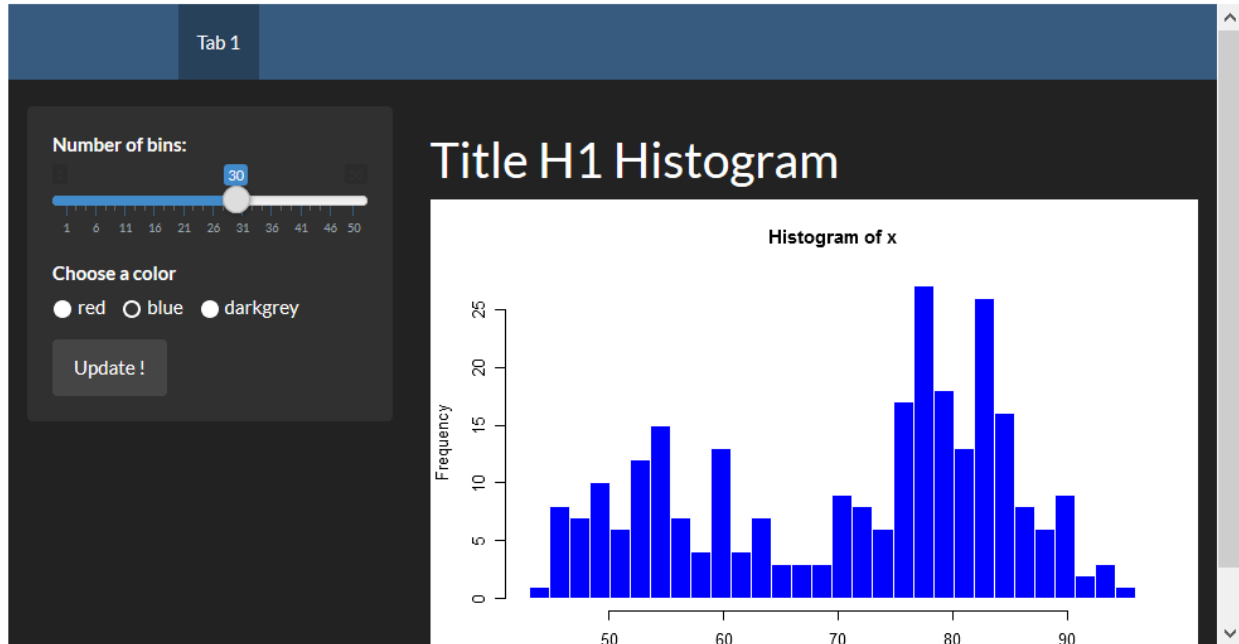 Tab 1
Number of bins:
30
1 6 11 16 21 26 31 36 41 46 50
Choose a color
red blue darkgrey
Update !
Title H1 Histogram
Histogram of x
Frequency
25
20
15
10
5
0
50 60 70 80 90